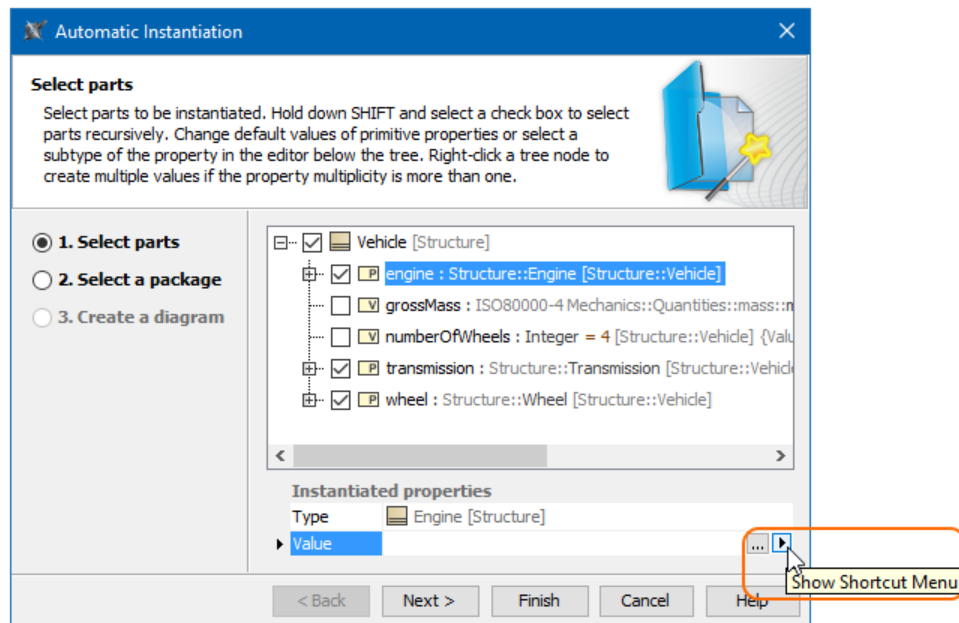 Automatic Instantiation
Select parts
Select parts to be instantiated. Hold down SHIFT and select a check box to select
parts recursively. Change default values of primitive properties or select a
subtype of the property in the editor below the tree. Right-click a tree node to
create multiple values if the property multiplicity is more than one.
1. Select parts
2. Select a package
3. Create a diagram
Vehicle [Structure]
P engine : Structure::Engine [Structure::Vehicle]
V grossMass : ISO80000-4 Mechanics::Quantities::mass::m
V numberOfWheels : Integer = 4 [Structure::Vehicle] {Valu
P transmission : Structure::Transmission [Structure::Vehicl
P wheel : Structure::Wheel [Structure::Vehicle]
Instantiated properties
Type Engine [Structure]
Value ...
Show Shortcut Menu
< Back Next > Finish Cancel Help